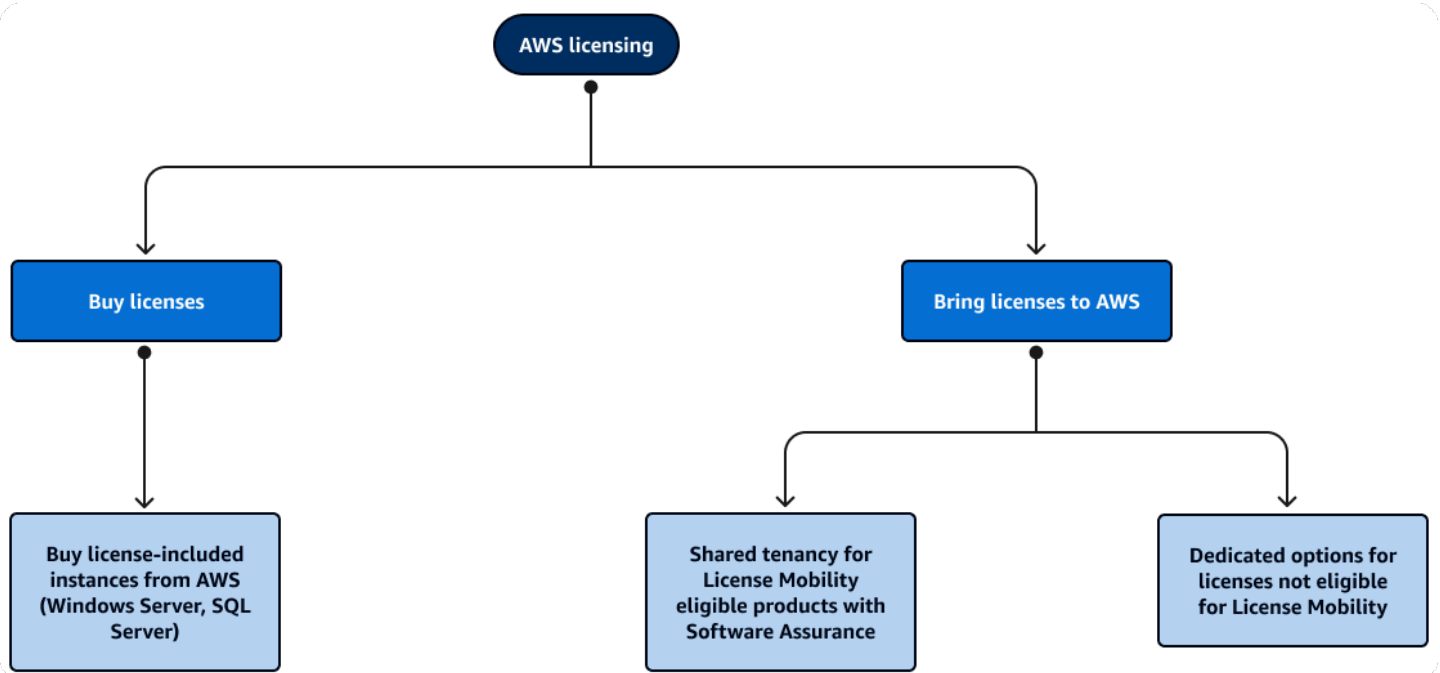 AWS licensing
Buy licenses
Bring licenses to AWS
Buy license-included
instances from AWS
(Windows Server, SQL
Server)
Shared tenancy for
License Mobility
eligible products with
Software Assurance
Dedicated options for
licenses not eligible
for License Mobility